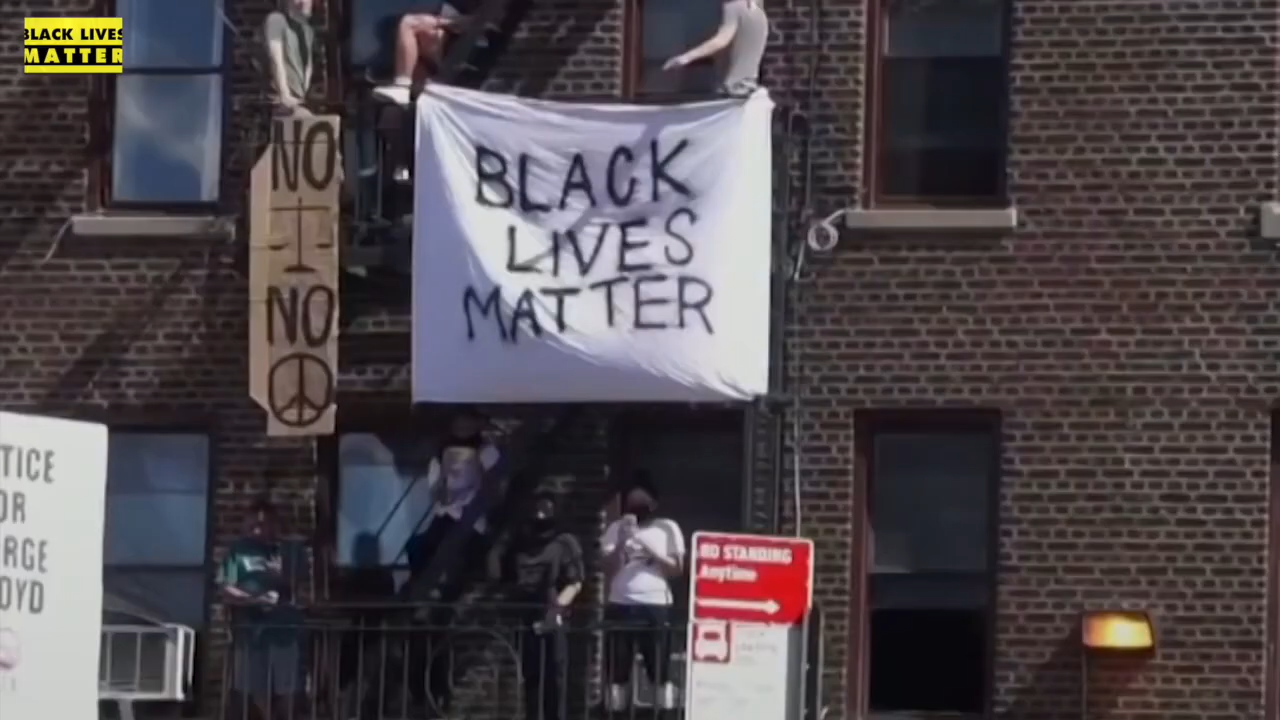 BLACK LIVES
MATTER
NO
NO
BLACK
LIVES
MATTER
TICE
OR
RGE
OYD
NO STANDING
Anytime